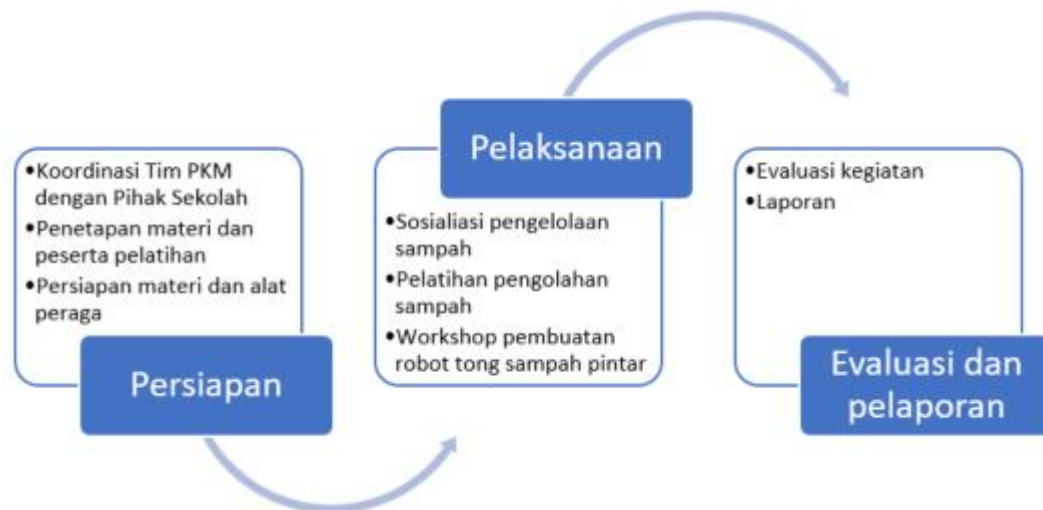 •Koordinasi Tim PKM
dengan Pihak Sekolah
•Penetapan materi dan
peserta pelatihan
•Persiapan materi dan alat
peraga
Persiapan
Pelaksanaan
•Sosialiasi pengelolaan
sampah
•Pelatihan pengolahan
sampah
•Workshop pembuatan
robot tong sampah pintar
•Evaluasi kegiatan
•Laporan
Evaluasi dan
pelaporan